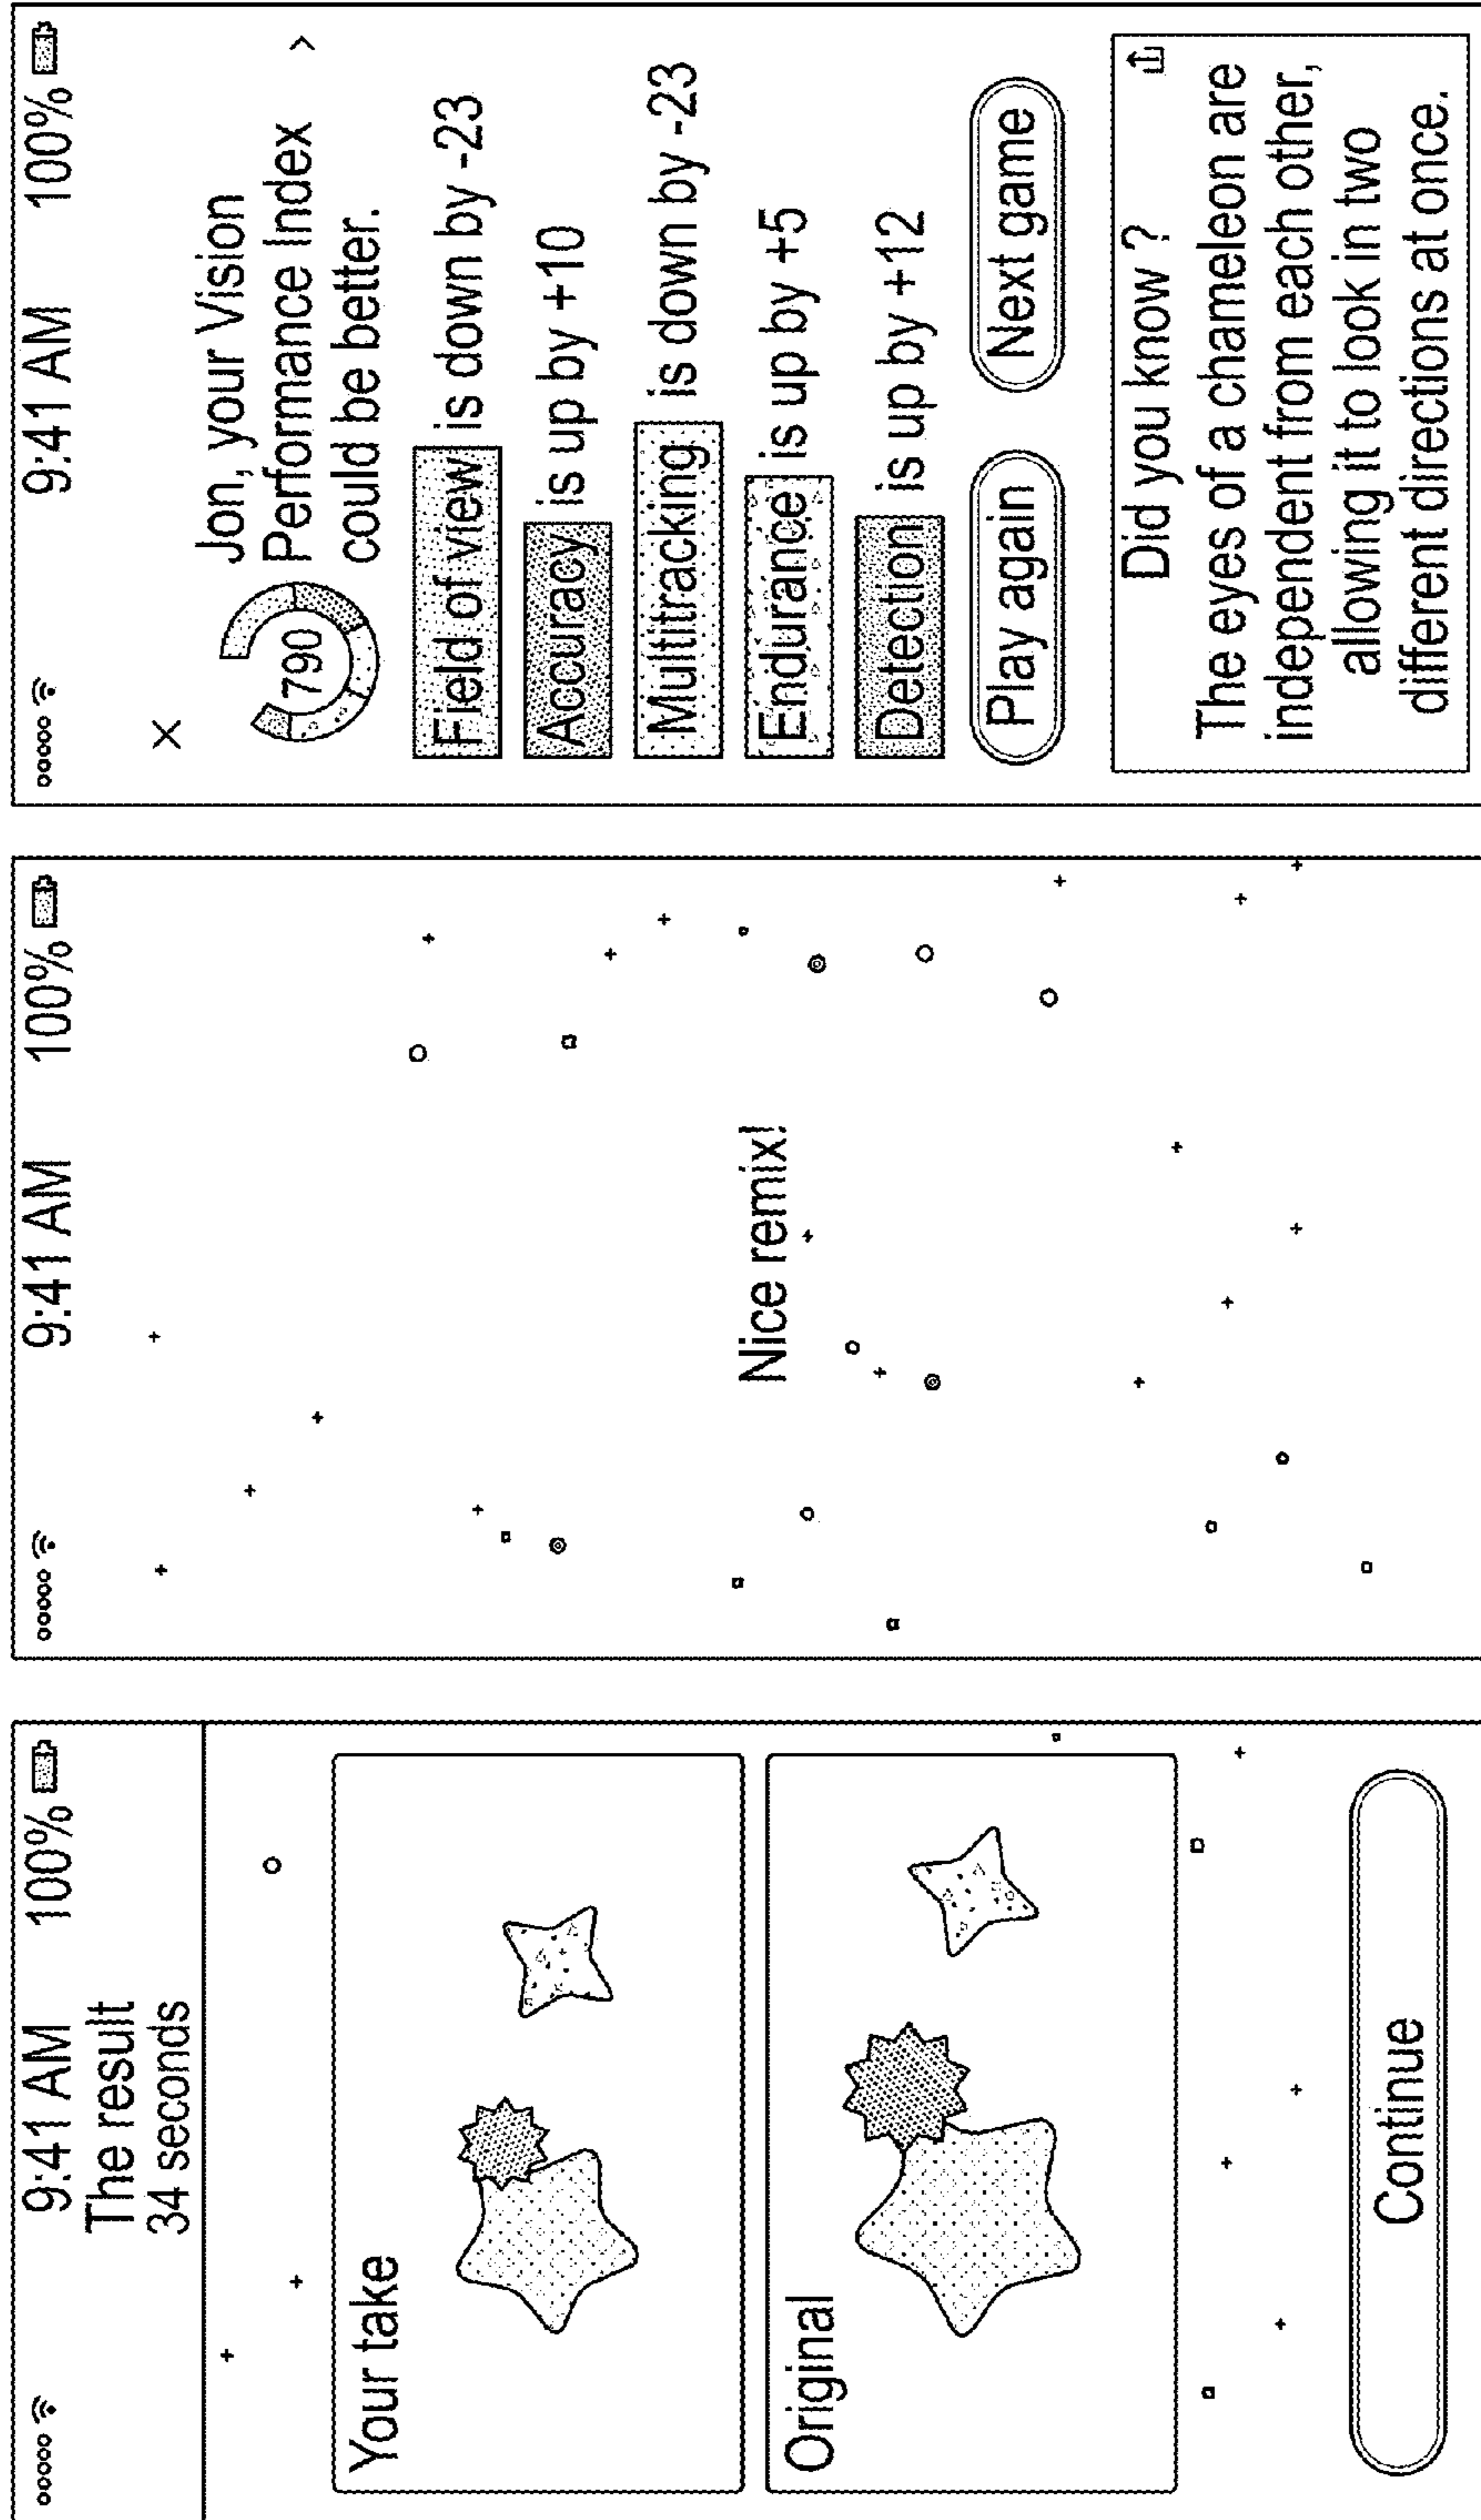 9:41 AM 100%
The result
34 seconds
Your take
Original
Continue
9:41 AM 100%
Nice remix!
9:41 AM 100%
X
790
Jon, your Vision
Performance Index >
could be better.
Field of view is down by -23
Accuracy is up by +10
Multitracking is down by -23
Endurance is up by +5
Detection is up by +12
Play again Next game
Did you know ?
The eyes of a chameleon are
independent from each other,
allowing it to look in two
different directions at once.